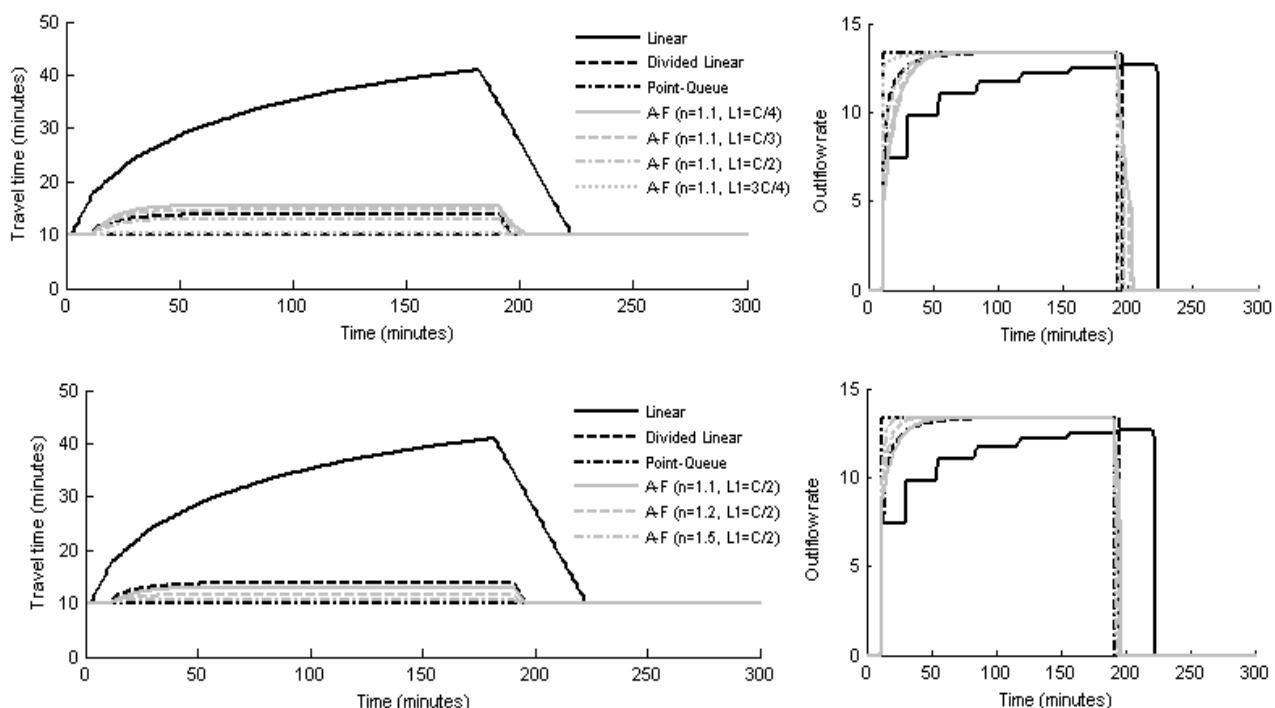 50
40
30
20
10
0
Travel time (minutes)
0 50 100 150 200 250 300
Time (minutes)
Linear
Divided Linear
Point-Queue
A-F (n=1.1, L1=C/4)
A-F (n=1.1, L1=C/3)
A-F (n=1.1, L1=C/2)
A-F (n=1.1, L1=3C/4)
15
10
5
0
Outlflow rate
0 50 100 150 200 250 300
Time (minutes)
50
40
30
20
10
0
Travel time (minutes)
0 50 100 150 200 250 300
Time (minutes)
Linear
Divided Linear
Point-Queue
A-F (n=1.1, L1=C/2)
A-F (n=1.2, L1=C/2)
A-F (n=1.5, L1=C/2)
15
10
5
0
Outlflow rate
0 50 100 150 200 250 300
Time (minutes)